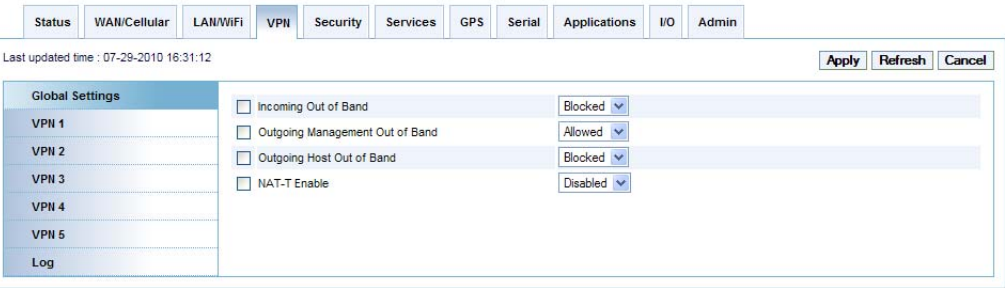 Status WAN/Cellular LAN/WiFi VPN Security Services GPS Serial Applications I/O Admin
Last updated time : 07-29-2010 16:31:12
Apply Refresh Cancel
Global Settings
VPN 1
VPN 2
VPN 3
VPN 4
VPN 5
Log
Incoming Out of Band Blocked
Outgoing Management Out of Band Allowed
Outgoing Host Out of Band Blocked
NAT-T Enable Disabled